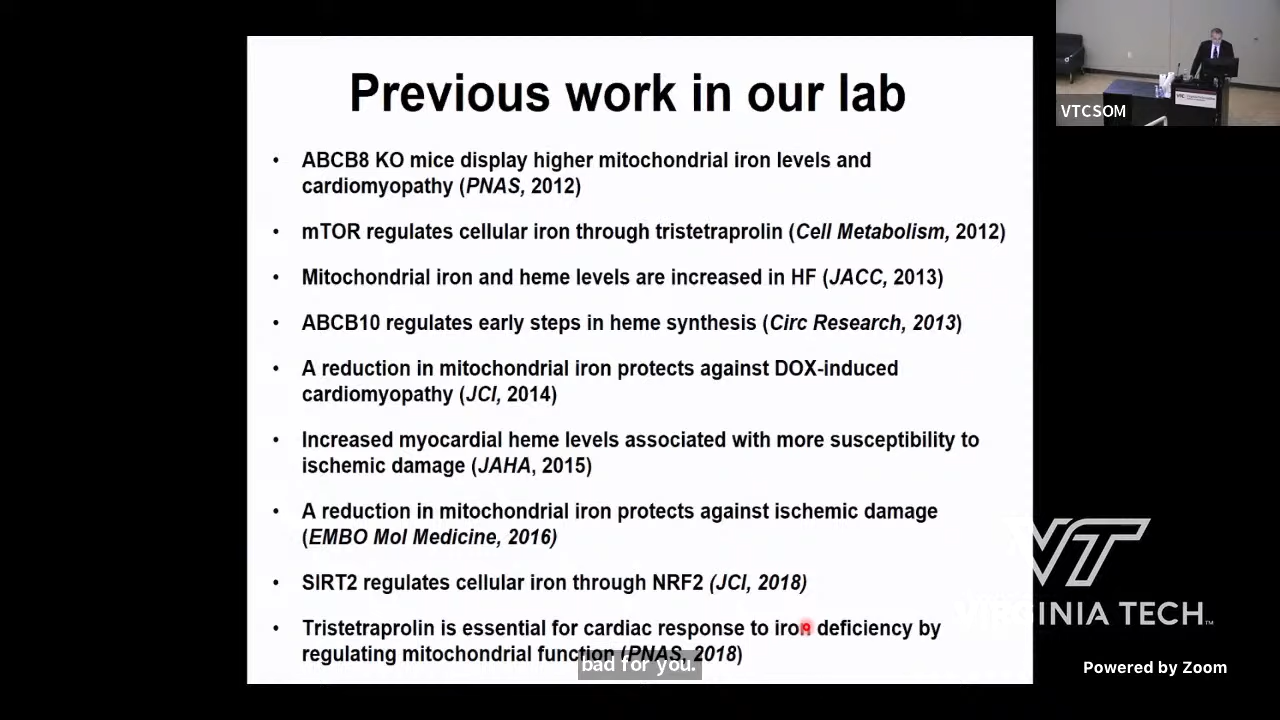 Previous work in our lab
• ABCB8 KO mice display higher mitochondrial iron levels and
cardiomyopathy (PNAS, 2012)
• mTOR regulates cellular iron through tristetraprolin (Cell Metabolism, 2012)
• Mitochondrial iron and heme levels are increased in HF (JACC, 2013)
• ABCB10 regulates early steps in heme synthesis (Circ Research, 2013)
• A reduction in mitochondrial iron protects against DOX-induced
cardiomyopathy (JCI, 2014)
• Increased myocardial heme levels associated with more susceptibility to
ischemic damage (JAHA, 2015)
• A reduction in mitochondrial iron protects against ischemic damage
(EMBO Mol Medicine, 2016)
• SIRT2 regulates cellular iron through NRF2 (JCI, 2018)
• Tristetraprolin is essential for cardiac response to iron deficiency by
regulating mitochondrial function (PNAS, 2018)
bad for you.
VTCSOM
VT
VIRGINIA TECH™
Powered by Zoom